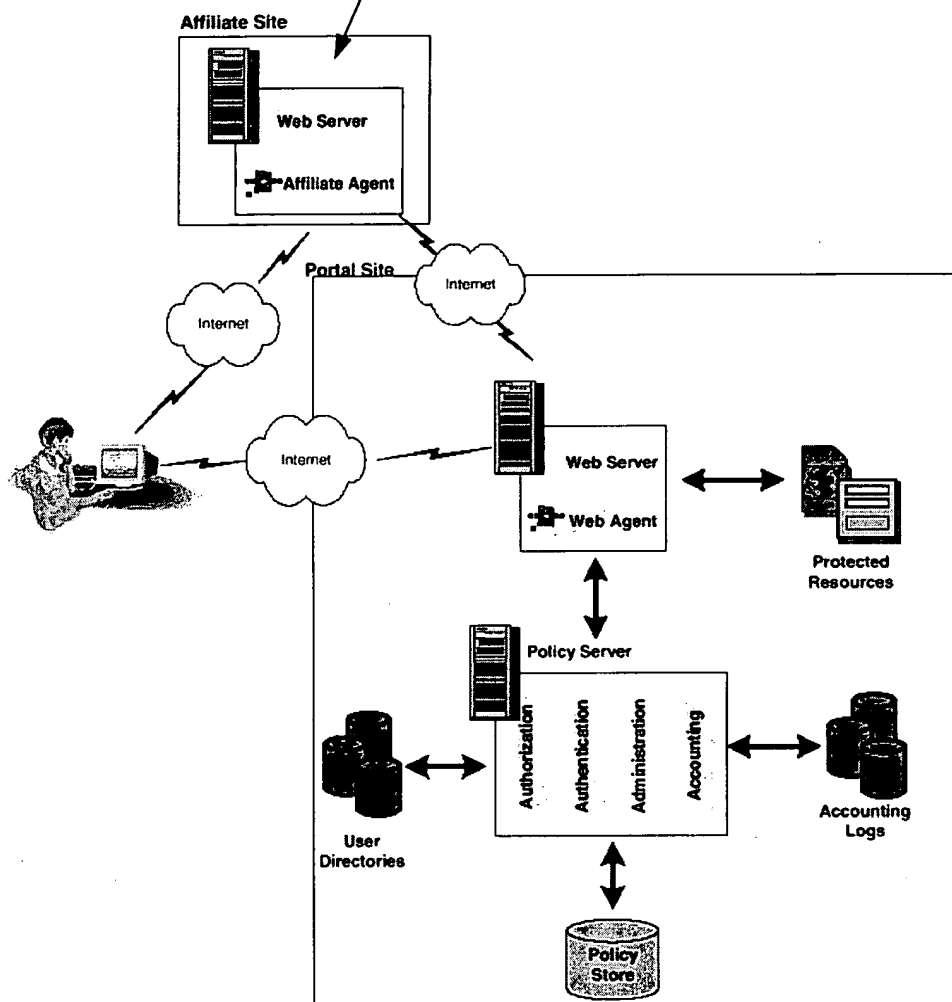 Affiliate Site
Web Server
Affiliate Agent
Portal Site
Internet
Internet
Internet
Web Server
Web Agent
Protected
Resources
Policy Server
Authorization
Authentication
Administration
Accounting
User
Directories
Accounting
Logs
Policy
Store